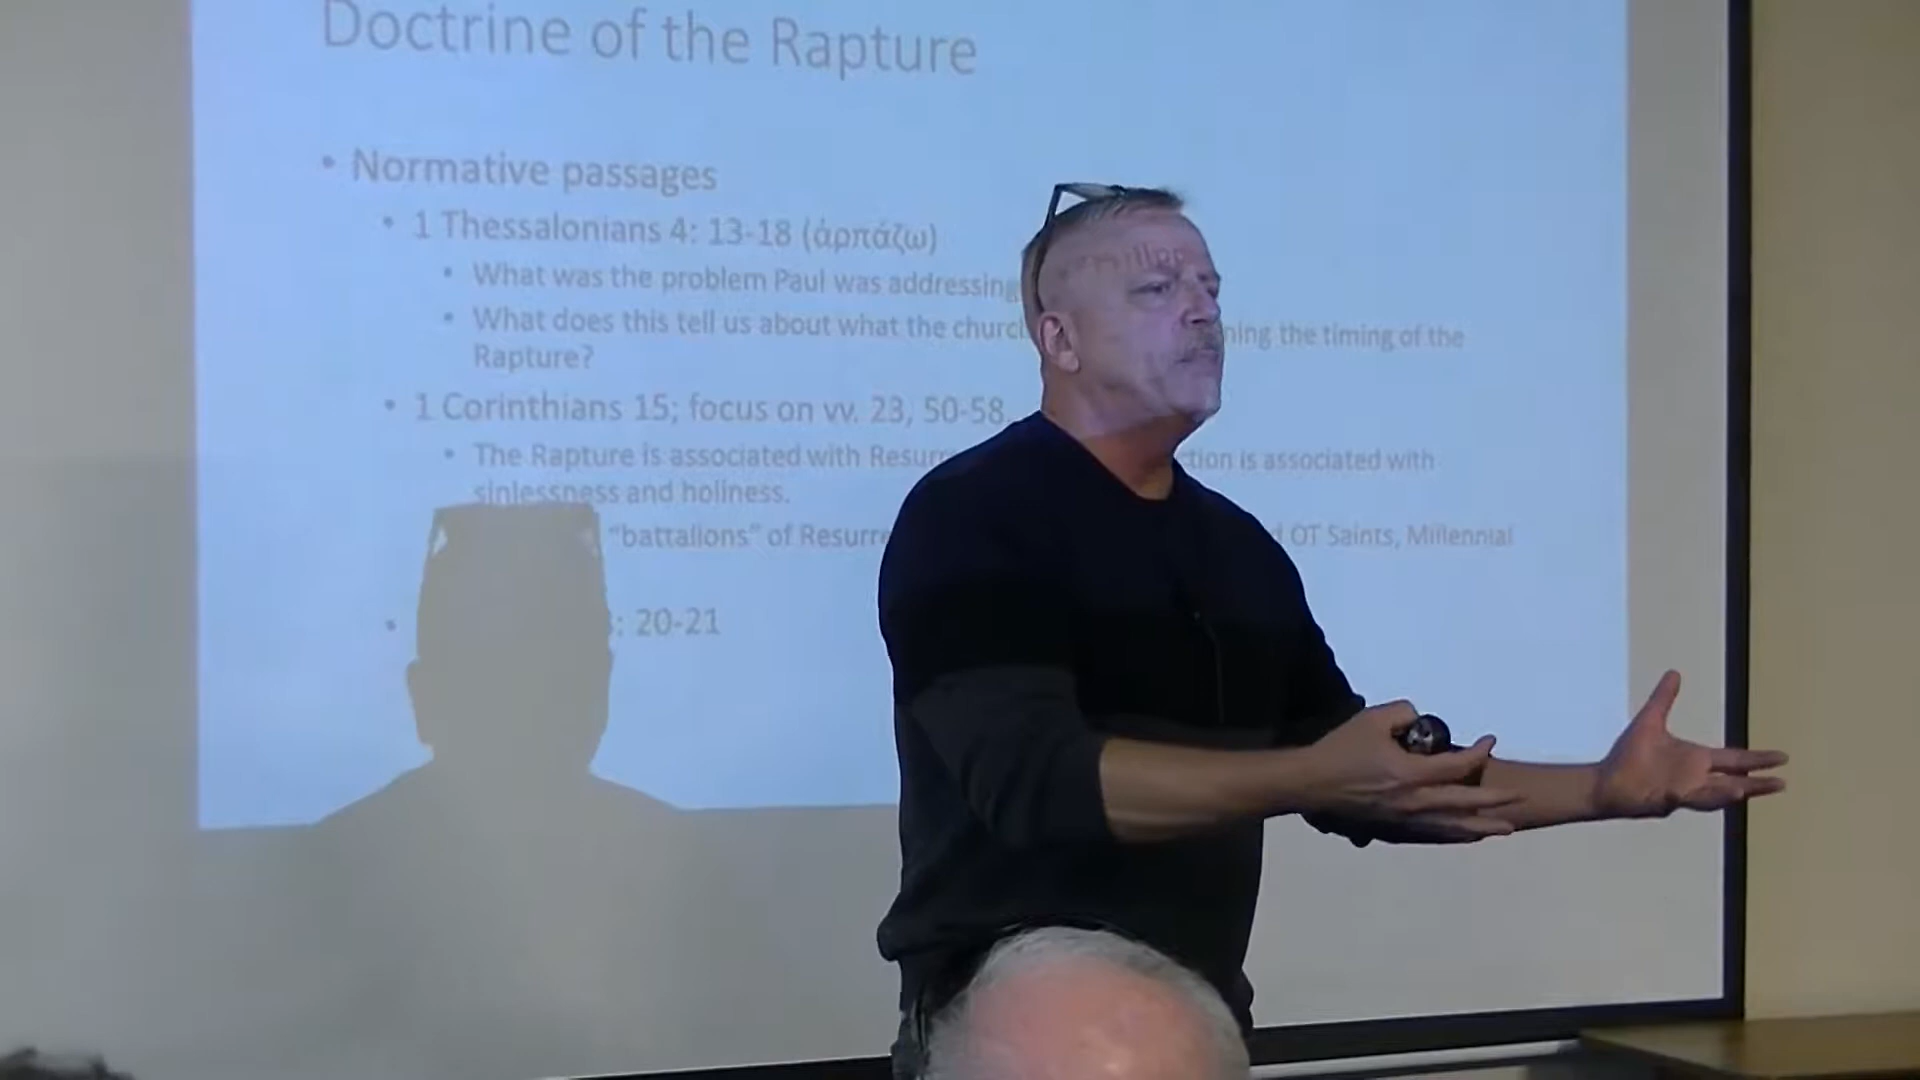 Doctrine of the Rapture
• Normative passages
• 1 Thessalonians 4: 13-18 (ἁρπάζω)
• What was the problem Paul was addressing
• What does this tell us about what the church ning the timing of the
Rapture?
• 1 Corinthians 15; focus on vv. 23, 50-58
• The Rapture is associated with Resurr tion is associated with
sinlessness and holiness.
"battalions" of Resurre OT Saints, Millennial
• : 20-21